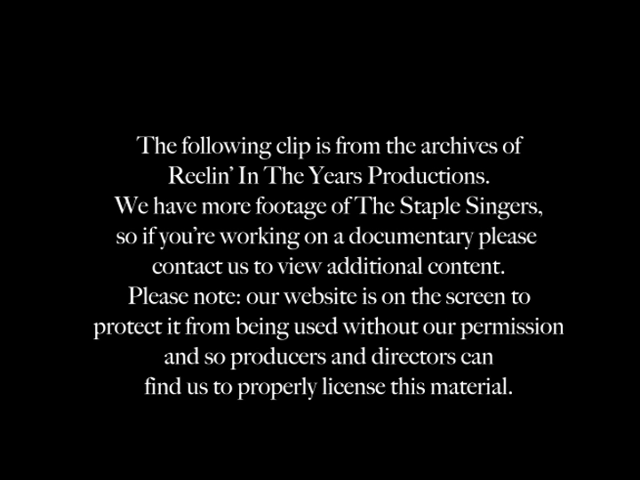 The following clip is from the archives of
Reelin’ In The Years Productions.
We have more footage of The Staple Singers,
so if you’re working on a documentary please
contact us to view additional content.
Please note: our website is on the screen to
protect it from being used without our permission
and so producers and directors can
find us to properly license this material.